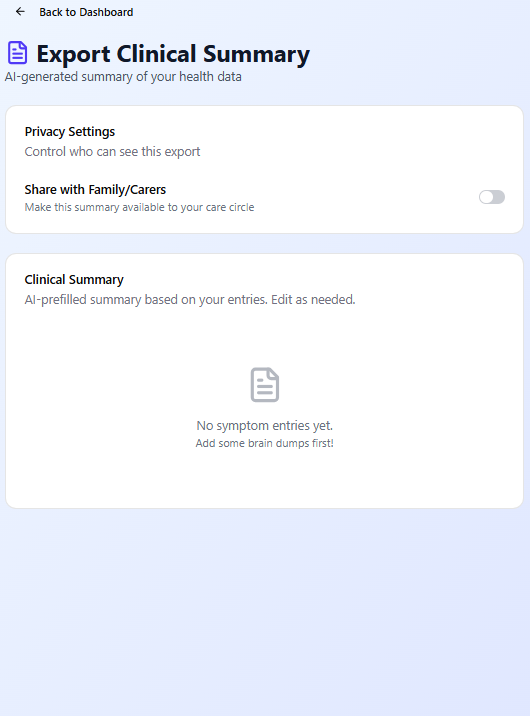 Back to Dashboard
Export Clinical Summary
AI-generated summary of your health data
Privacy Settings
Control who can see this export
Share with Family/Carers
Make this summary available to your care circle
Clinical Summary
AI-prefilled summary based on your entries. Edit as needed.
No symptom entries yet.
Add some brain dumps first!